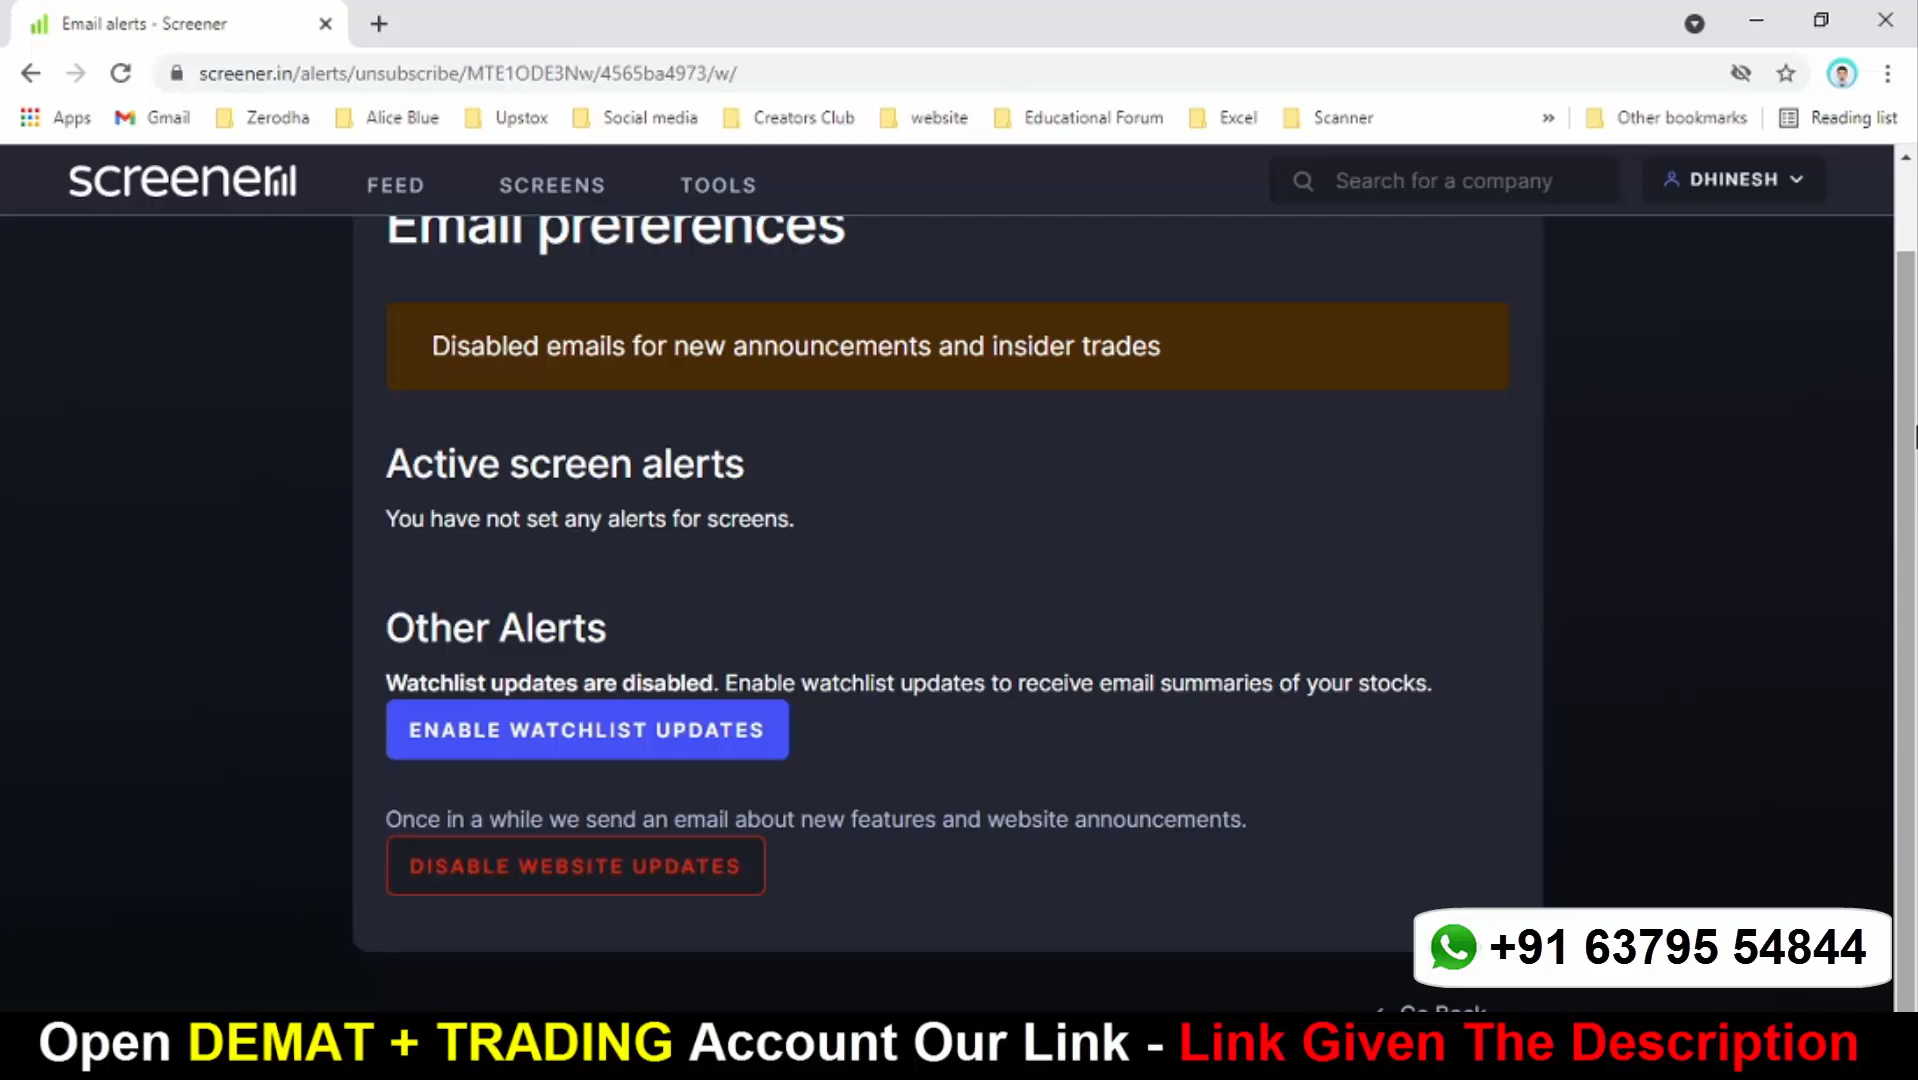 Email alerts - Screener
screener.in/alerts/unsubscribe/MTE1ODE3Nw/4565ba4973/w/
Apps Gmail Zerodha Alice Blue Upstox Social media Creators Club website Educational Forum Excel Scanner » Other bookmarks Reading list
screener FEED SCREENS TOOLS Search for a company DHINESH
Email preferences
Disabled emails for new announcements and insider trades
Active screen alerts
You have not set any alerts for screens.
Other Alerts
Watchlist updates are disabled. Enable watchlist updates to receive email summaries of your stocks.
ENABLE WATCHLIST UPDATES
Once in a while we send an email about new features and website announcements.
DISABLE WEBSITE UPDATES
+91 63795 54844
Go Back
Open DEMAT + TRADING Account Our Link - Link Given The Description